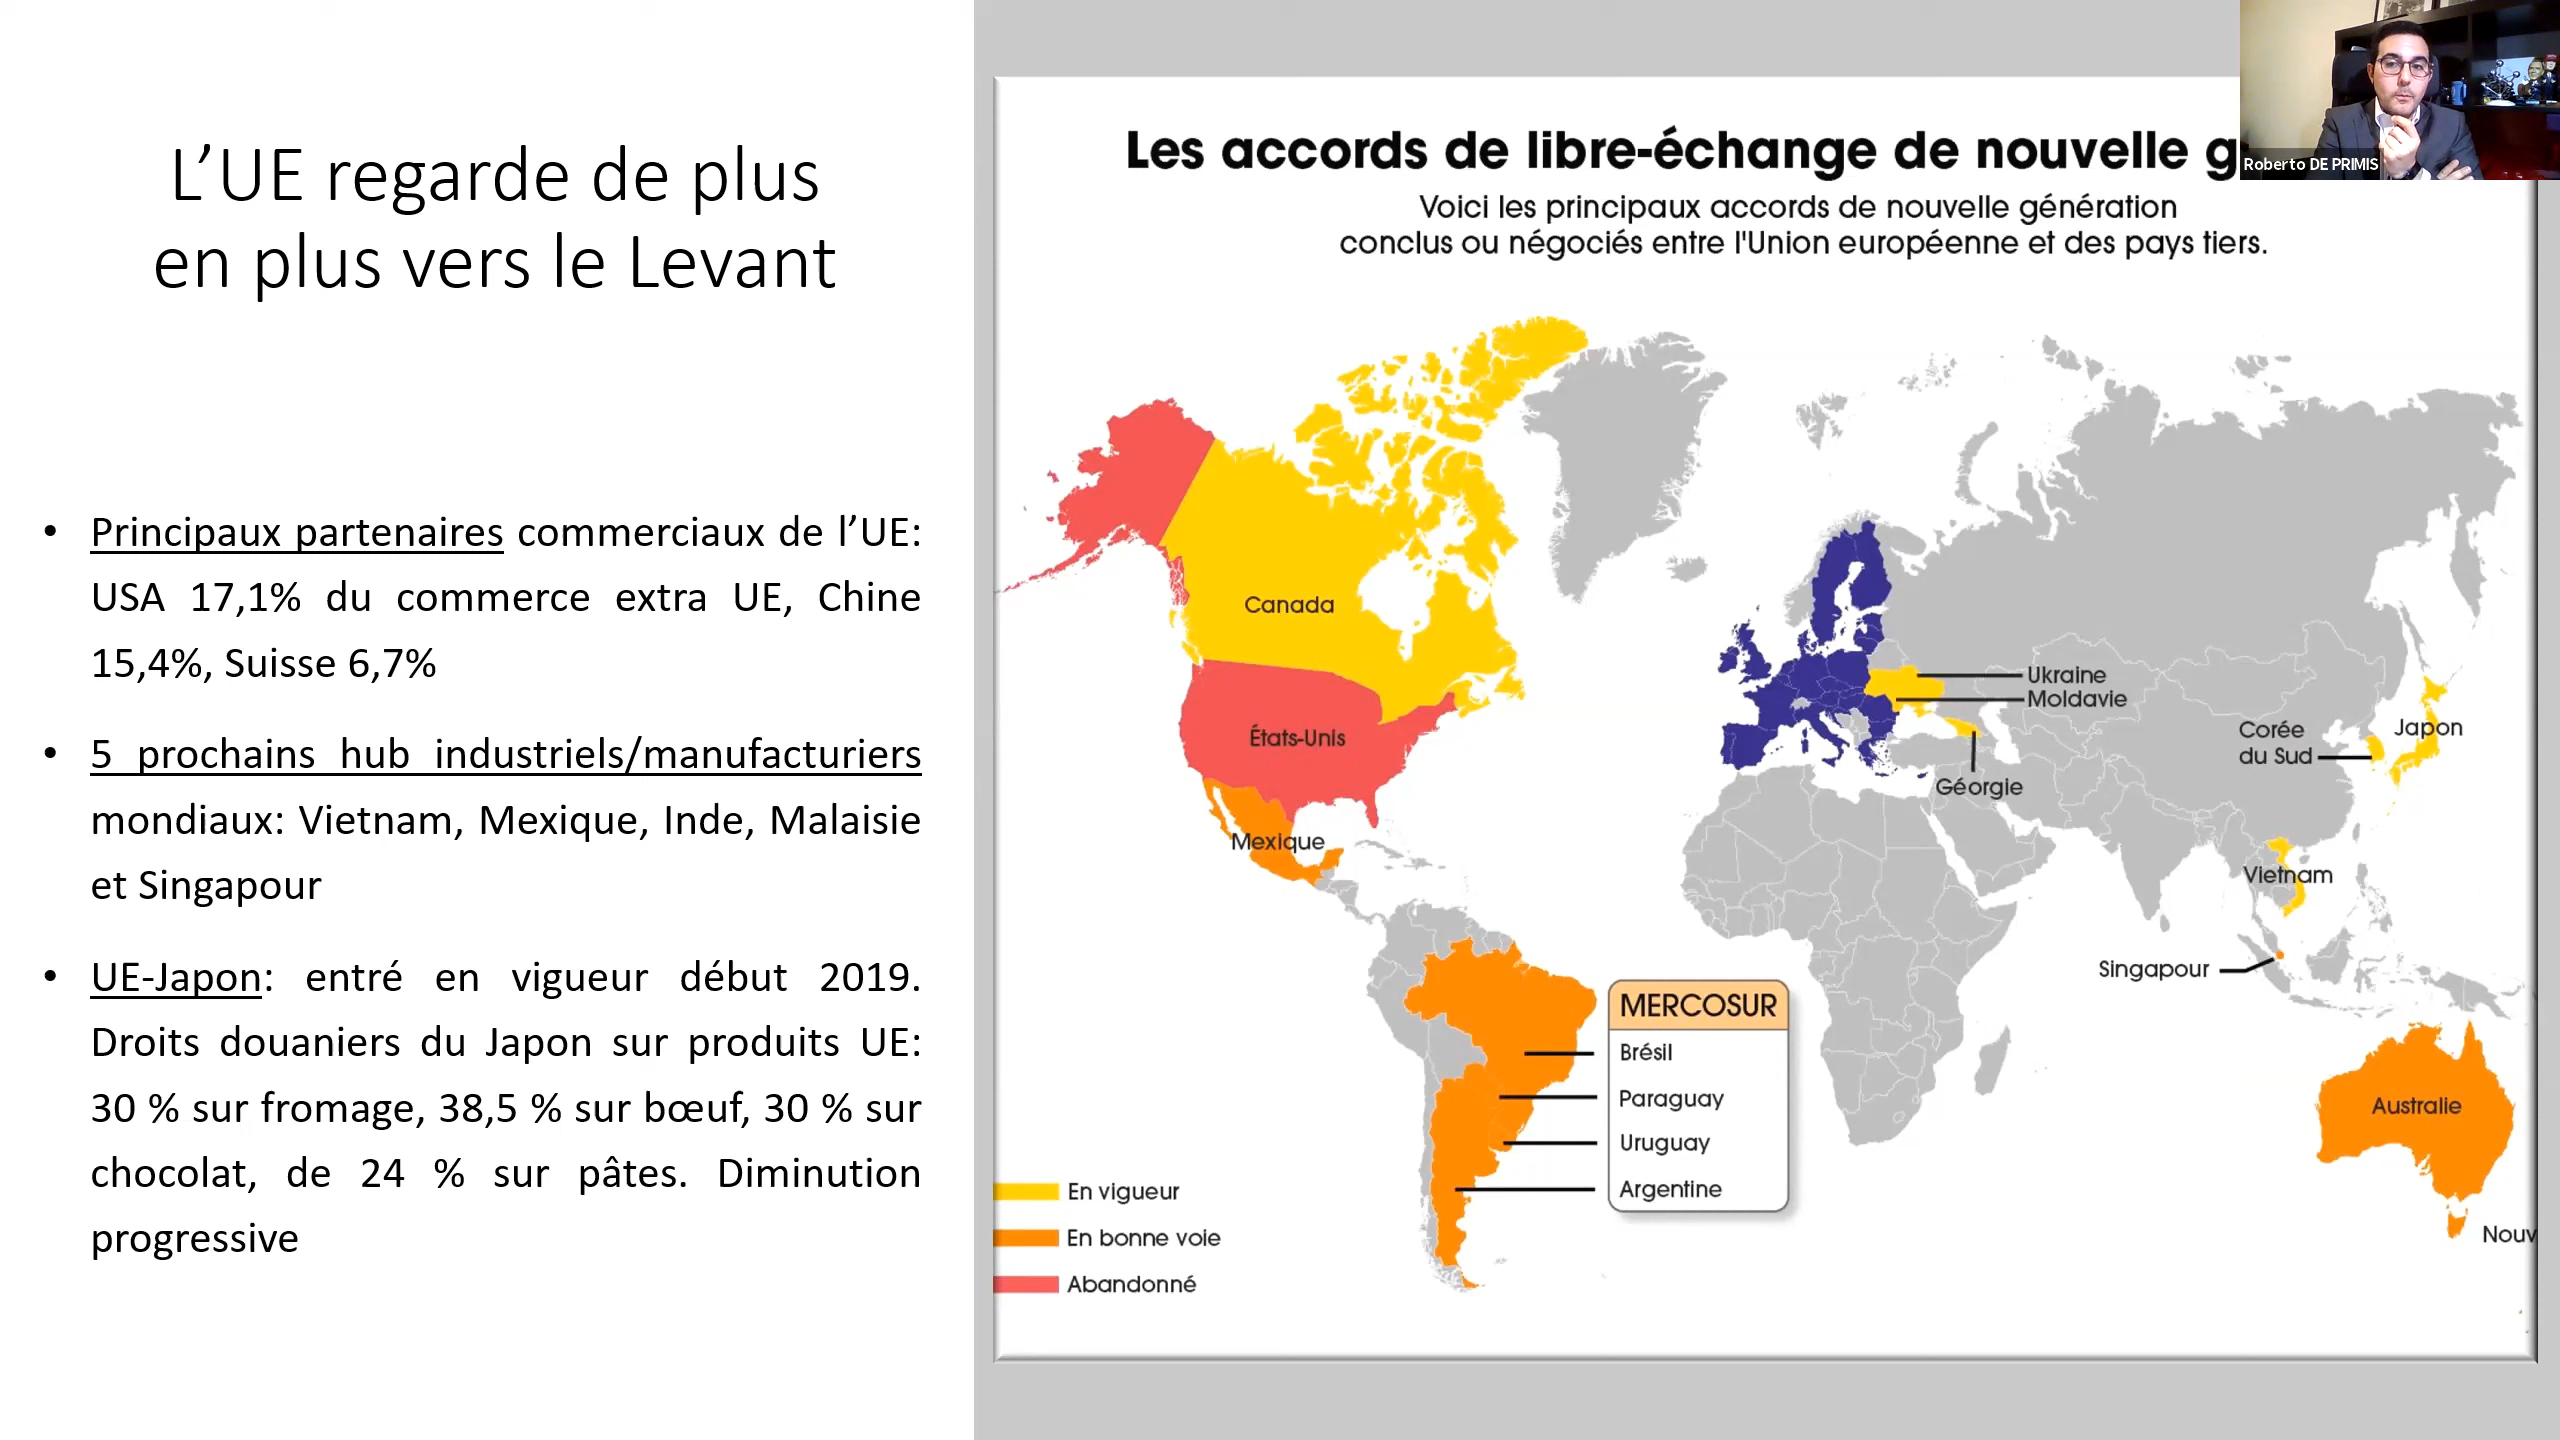 L’UE regarde de plus
en plus vers le Levant
• Principaux partenaires commerciaux de l’UE:
USA 17,1% du commerce extra UE, Chine
15,4%, Suisse 6,7%
• 5 prochains hub industriels/manufacturiers
mondiaux: Vietnam, Mexique, Inde, Malaisie
et Singapour
• UE-Japon: entré en vigueur début 2019.
Droits douaniers du Japon sur produits UE:
30 % sur fromage, 38,5 % sur bœuf, 30 % sur
chocolat, de 24 % sur pâtes. Diminution
progressive
Les accords de libre-échange de nouvelle g
Voici les principaux accords de nouvelle génération
conclus ou négociés entre l'Union européenne et des pays tiers.
Roberto DE PRIMIS
Canada
États-Unis
Mexique
Ukraine
Moldavie
Géorgie
Corée
du Sud
Japon
Vietnam
Singapour
MERCOSUR
Brésil
Paraguay
Uruguay
Argentine
Australie
Nouv
En vigueur
En bonne voie
Abandonné